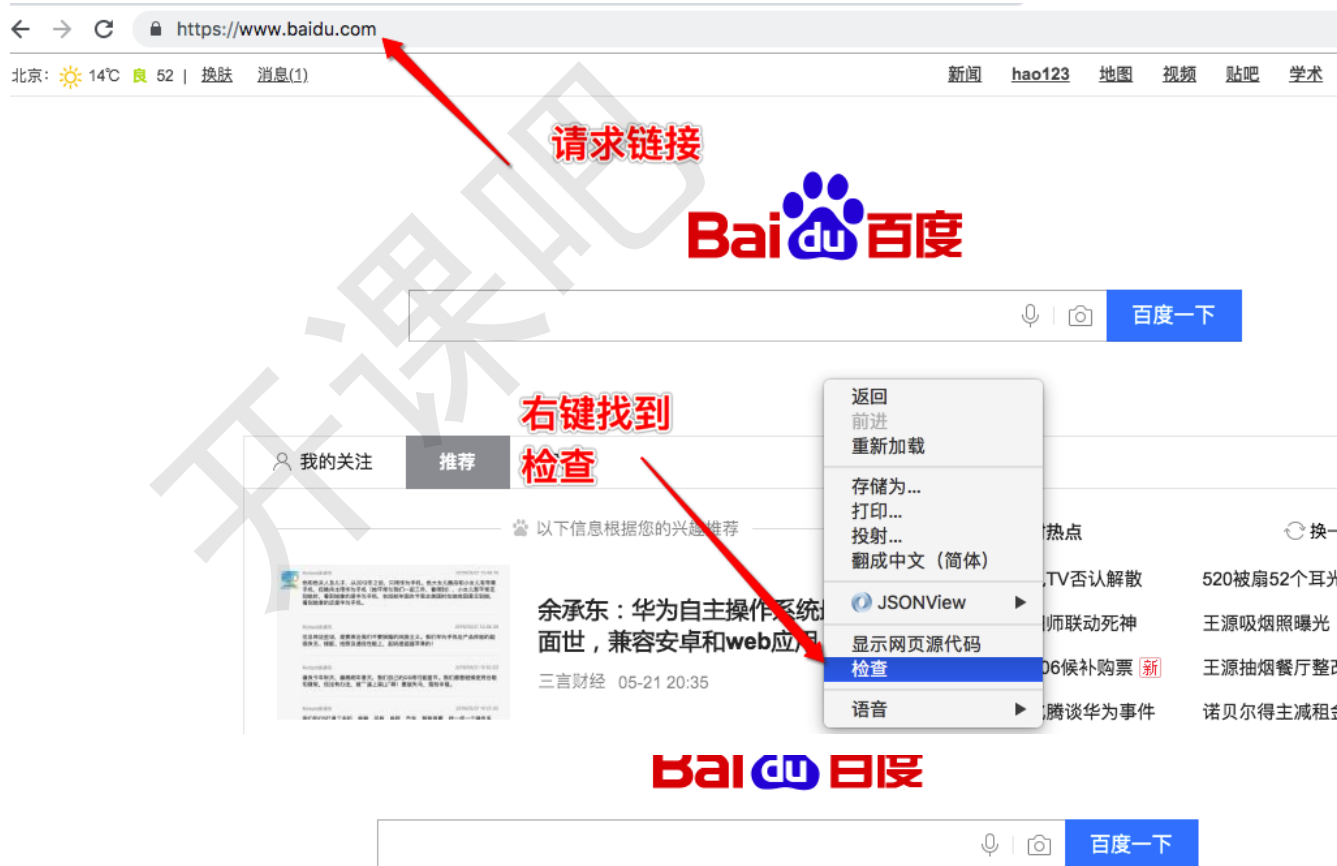 https://www.baidu.com
北京: 14℃ 良 52 | 换肤 消息(1)
新闻 hao123 地图 视频 贴吧 学术
请求链接
Bai du 百度
百度一下
右键找到
检查
返回
前进
重新加载
存储为...
打印...
投射...
翻成中文（简体）
JSONView
显示网页源代码
检查
语音
我的关注 推荐
以下信息根据您的兴趣推荐
热点 换一
余承东：华为自主操作系统
面世，兼容安卓和web应用
三言财经 05-21 20:35
TV否认解散 520被扇52个耳光
师联动死神 王源吸烟照曝光
06候补购票 新 王源抽烟餐厅整改
腾谈华为事件 诺贝尔得主减租金
开课吧
Bai du 百度
百度一下